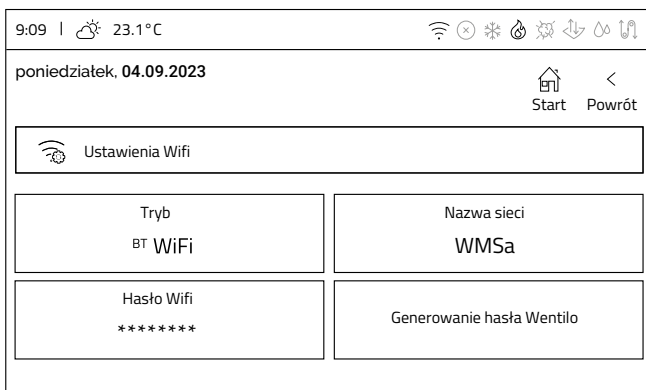 9:09 | 23.1°C
poniedziałek, 04.09.2023
Start Powrót
Ustawienia Wifi
Tryb
BT WiFi
Nazwa sieci
WMSa
Hasło Wifi
********
Generowanie hasła Wentilo